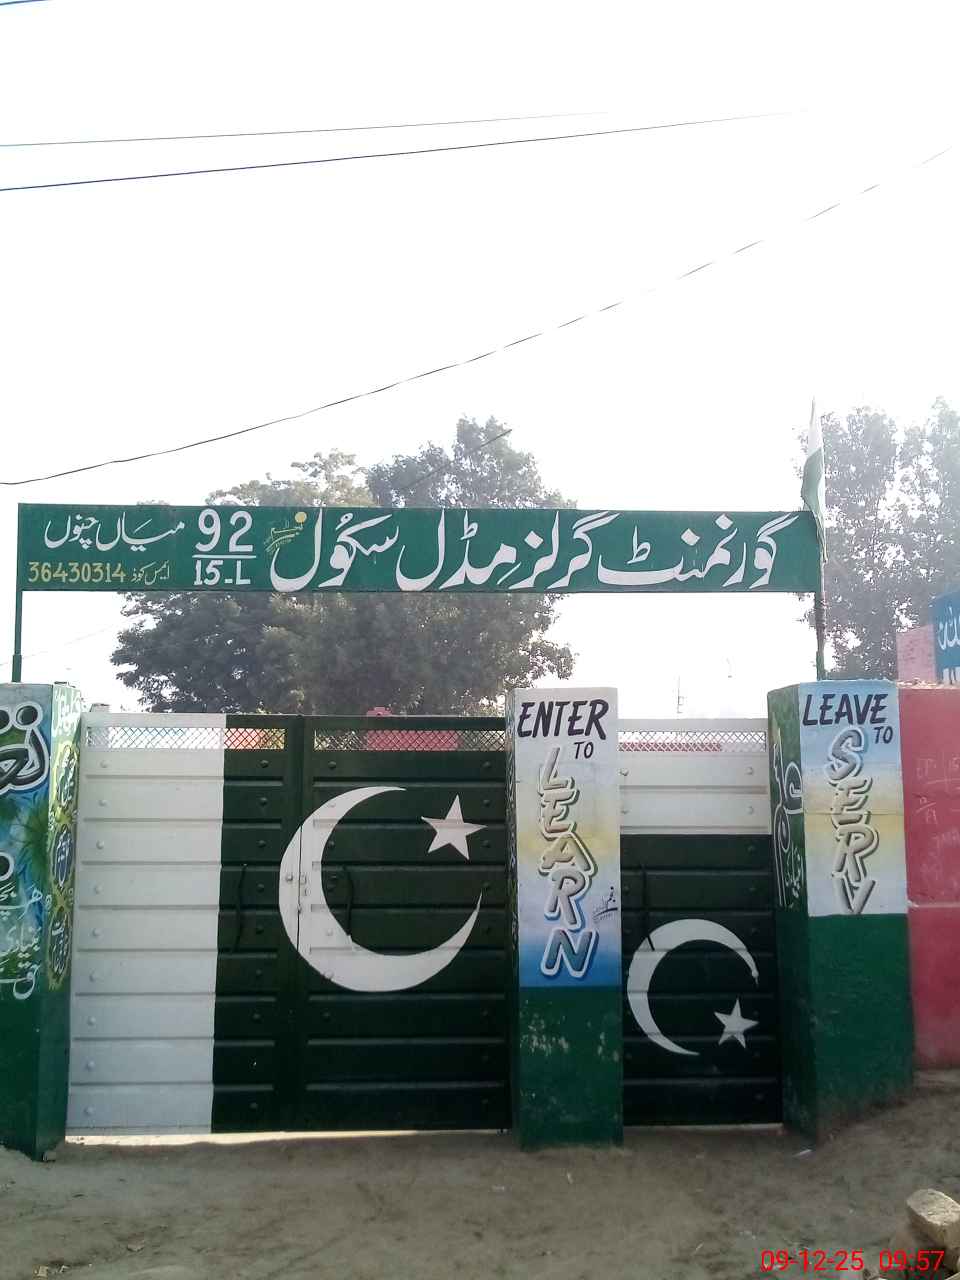 گورنمنٹ گرلز مڈل سکول 92
15-L
میاں چنوں
ایمس کوڈ 36430314
ENTER
TO
LEARN
LEAVE
TO
SERV
09-12-25 09:57